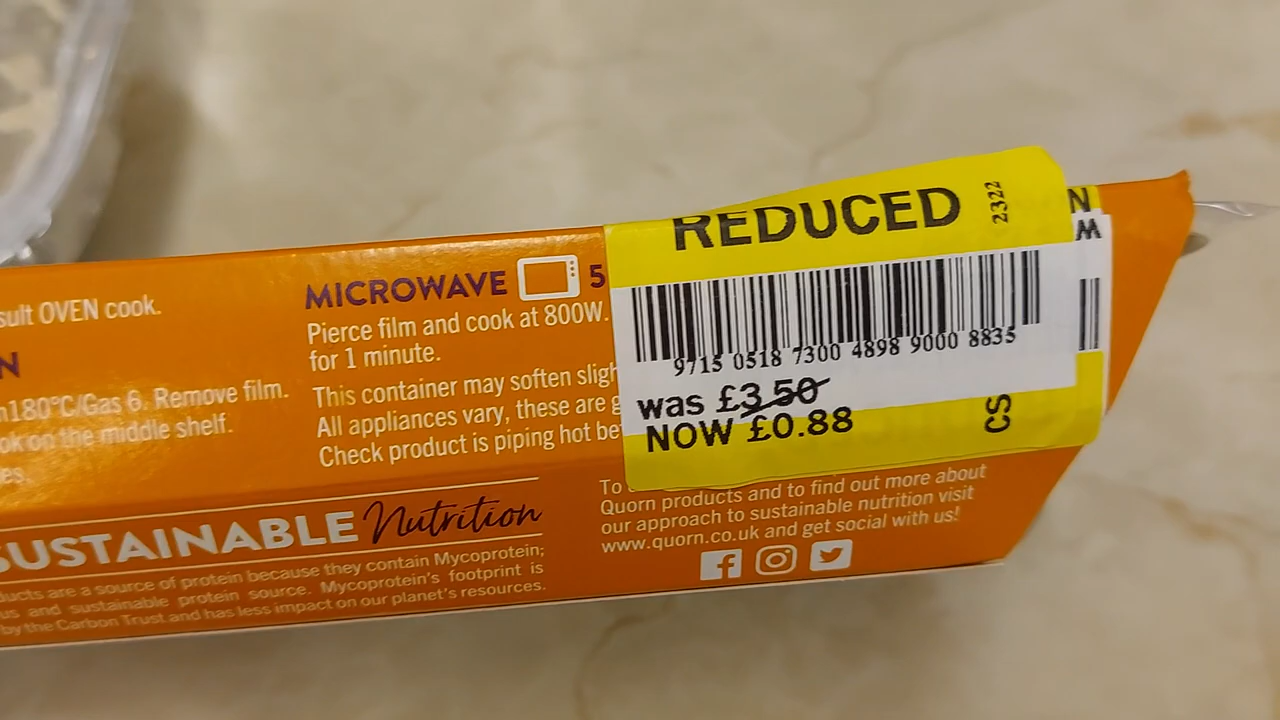 sult OVEN cook.
N
180°C/Gas 6. Remove film.
ok on the middle shelf.
es.
MICROWAVE 5
Pierce film and cook at 800W.
for 1 minute.
This container may soften sligh
All appliances vary, these are g
Check product is piping hot be
REDUCED
2322
9715 0518 7300 4898 9000 8835
was £3.50
NOW £0.88
CS
N
W
SUSTAINABLE Nutrition
ducts are a source of protein because they contain Mycoprotein;
us and sustainable protein source. Mycoprotein's footprint is
by the Carbon Trust and has less impact on our planet's resources.
To
Quorn products and to find out more about
our approach to sustainable nutrition visit
www.quorn.co.uk and get social with us!